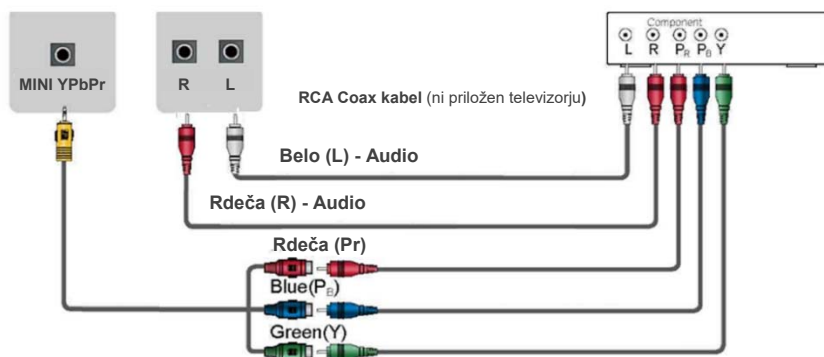 Component
L R PR PB Y
MINI YPbPr
R L
RCA Coax kabel (ni priložen televizorju)
Belo (L) - Audio
Rdeča (R) - Audio
Rdeča (Pr)
Blue(PB)
Green(Y)